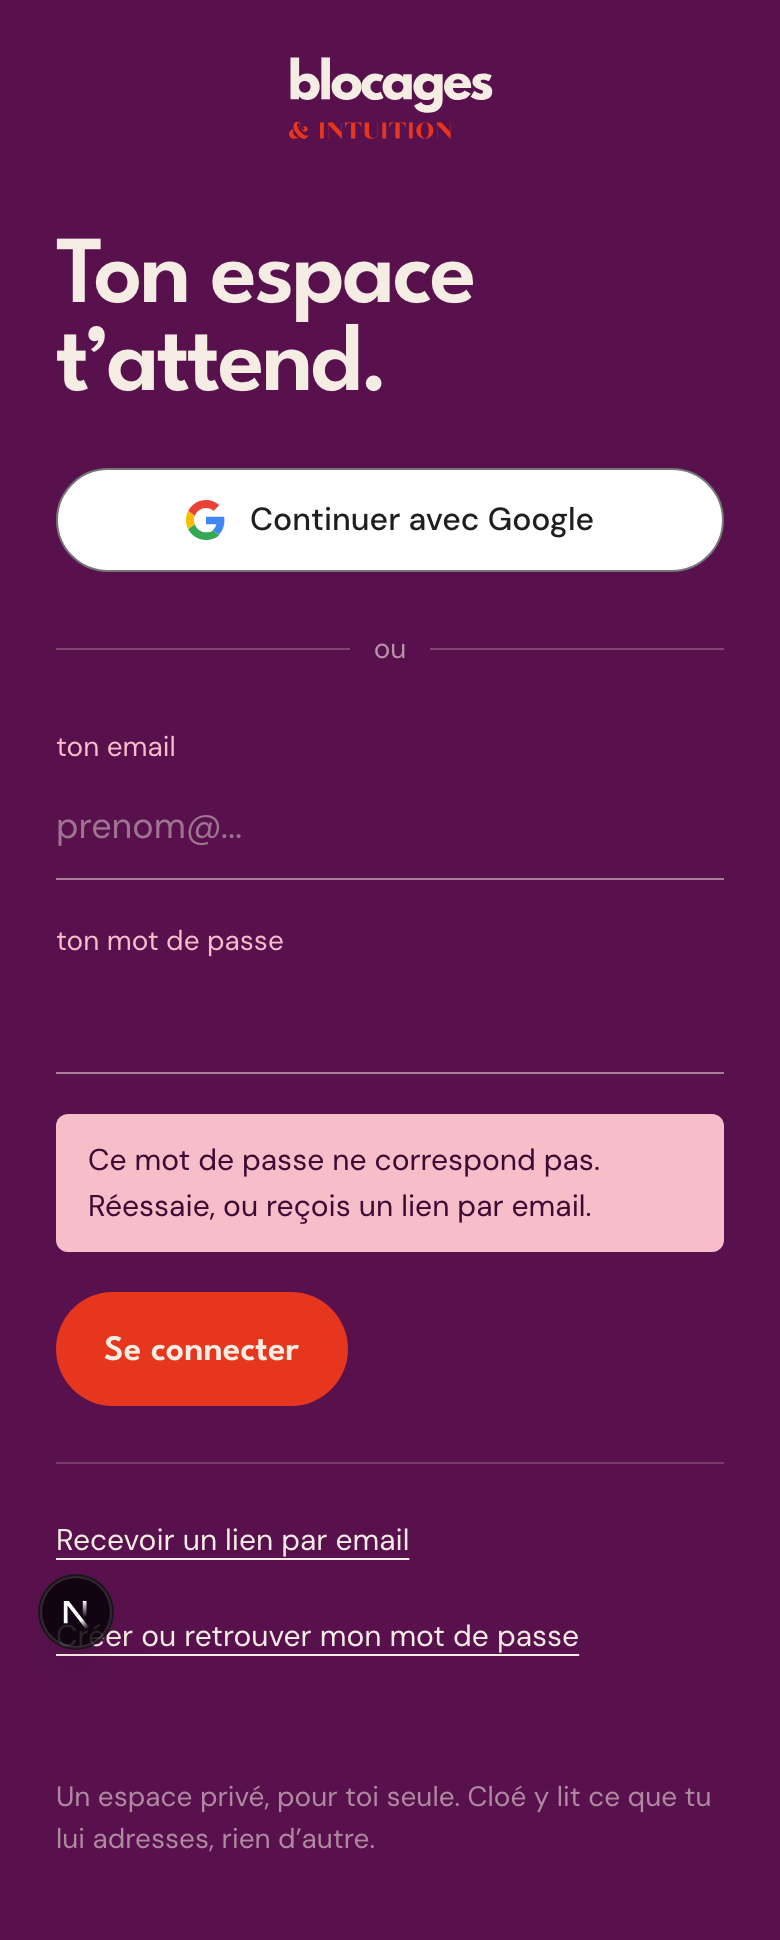 blocages
& INTUITION
Ton espace
t’attend.
Continuer avec Google
ou
ton email
prenom@...
ton mot de passe
Ce mot de passe ne correspond pas.
Réessaie, ou reçois un lien par email.
Se connecter
Recevoir un lien par email
N
Créer ou retrouver mon mot de passe
Un espace privé, pour toi seule. Cloé y lit ce que tu
lui adresses, rien d’autre.